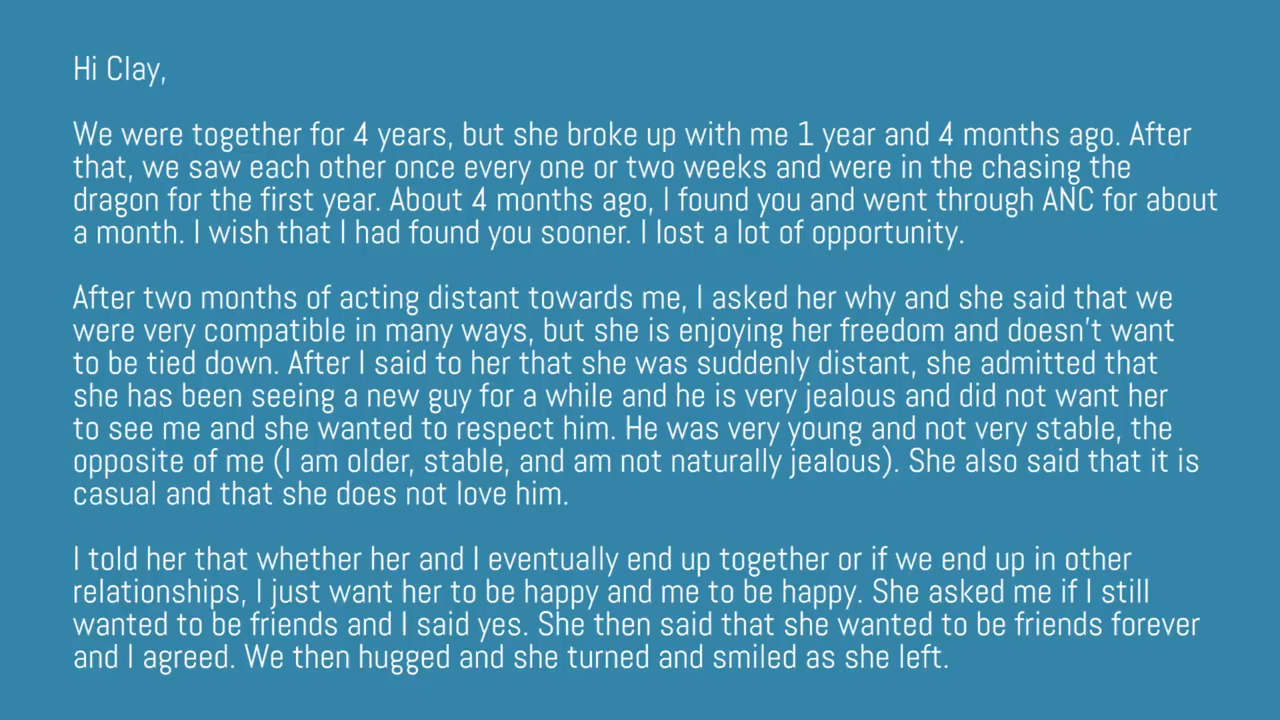 Hi Clay,
We were together for 4 years, but she broke up with me 1 year and 4 months ago. After
that, we saw each other once every one or two weeks and were in the chasing the
dragon for the first year. About 4 months ago, I found you and went through ANC for about
a month. I wish that I had found you sooner. I lost a lot of opportunity.
After two months of acting distant towards me, I asked her why and she said that we
were very compatible in many ways, but she is enjoying her freedom and doesn't want
to be tied down. After I said to her that she was suddenly distant, she admitted that
she has been seeing a new guy for a while and he is very jealous and did not want her
to see me and she wanted to respect him. He was very young and not very stable, the
opposite of me (I am older, stable, and am not naturally jealous). She also said that it is
casual and that she does not love him.
I told her that whether her and I eventually end up together or if we end up in other
relationships, I just want her to be happy and me to be happy. She asked me if I still
wanted to be friends and I said yes. She then said that she wanted to be friends forever
and I agreed. We then hugged and she turned and smiled as she left.